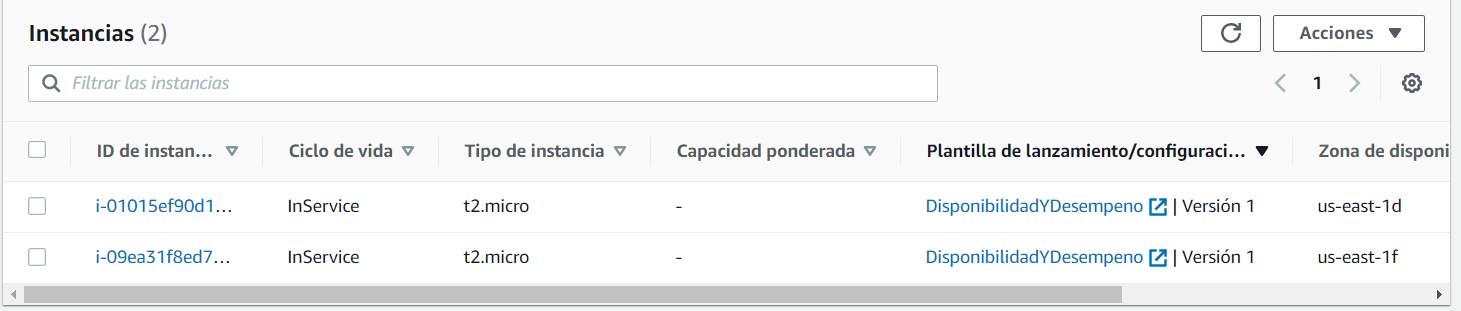 Instancias (2)
Acciones
Filtrar las instancias
1
ID de instan... Ciclo de vida Tipo de instancia Capacidad ponderada Plantilla de lanzamiento/configuraci... Zona de disponi
i-01015ef90d1... InService t2.micro - DisponibilidadYDesempeno | Versión 1 us-east-1d
i-09ea31f8ed7... InService t2.micro - DisponibilidadYDesempeno | Versión 1 us-east-1f